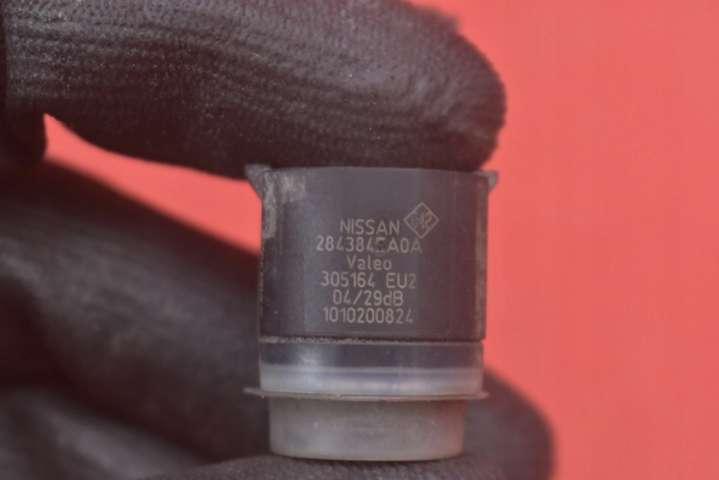 NISSAN
284384EA0A
Valeo
305164 EU2
04/29dB
1010200824